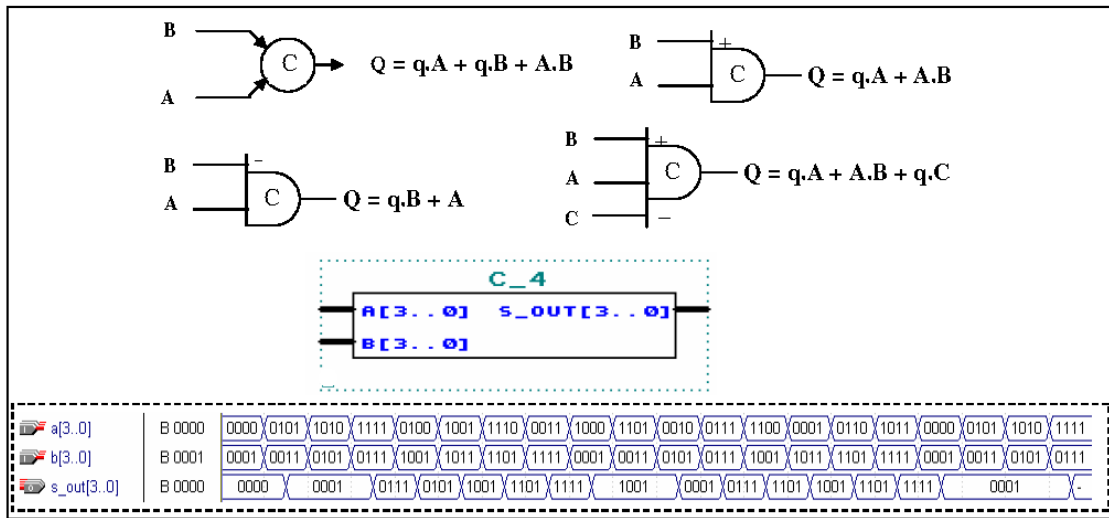 B
C
Q = q.A + q.B + A.B
A
B
+
C
Q = q.A + A.B
A
B
-
C
Q = q.B + A
A
B
+
A
C
Q = q.A + A.B + q.C
C
-
C_4
A[3..0] S_OUT[3..0]
B[3..0]
a[3..0] B 0000 0000 0101 1010 1111 0100 1001 1110 0011 1000 1101 0010 0111 1100 0001 0110 1011 0000 0101 1010 1111
b[3..0] B 0001 0001 0011 0101 0111 1001 1011 1101 1111 0001 0011 0101 0111 1001 1011 1101 1111 0001 0011 0101 0111
s_out[3..0] B 0000 0000 0001 0111 0101 1001 1101 1111 1001 0001 0111 1101 1001 1101 1111 0001 -